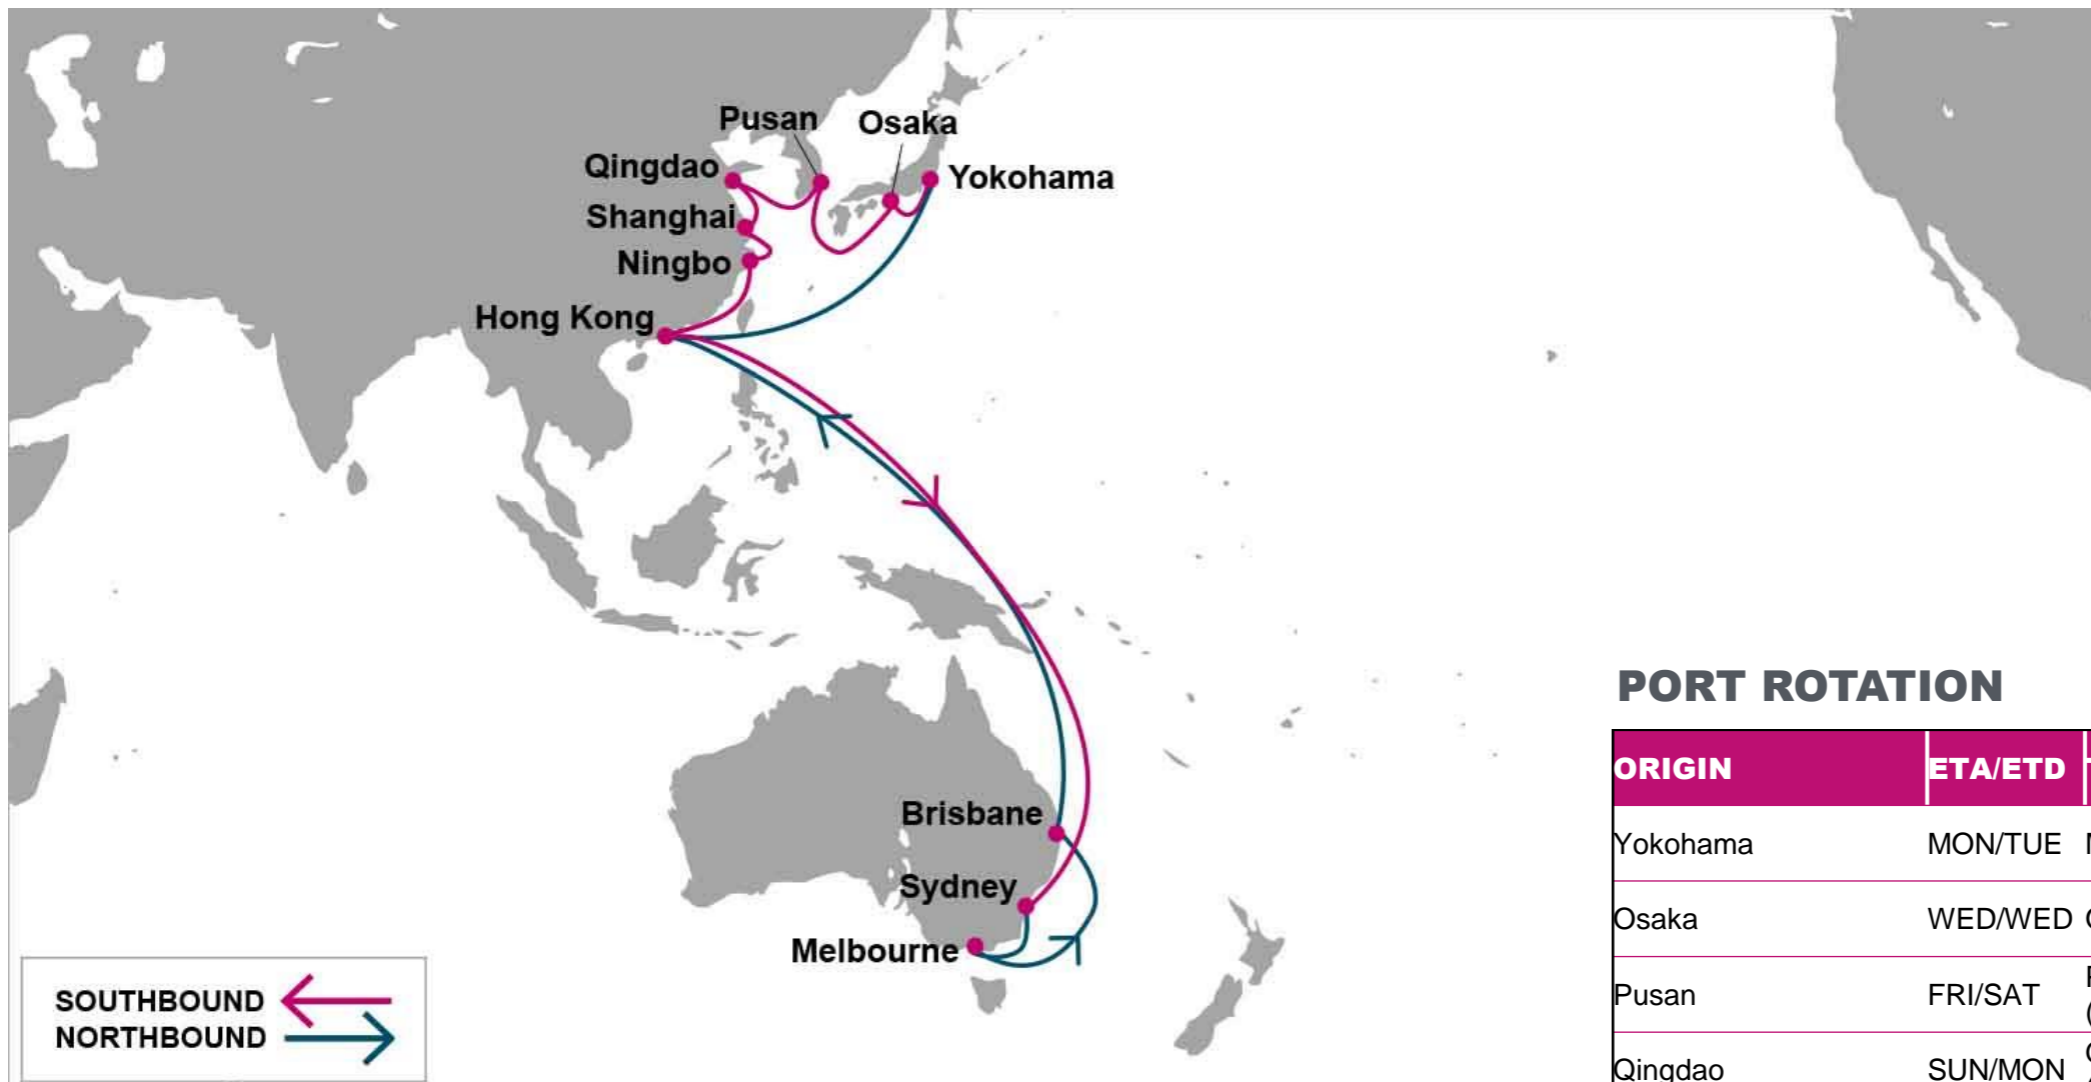 Pusan
Osaka
Qingdao
Yokohama
Shanghai
Ningbo
Hong Kong
Brisbane
Sydney
Melbourne
SOUTHBOUND
NORTHBOUND
PORT ROTATION
ORIGIN ETA/ETD
Yokohama MON/TUE
Osaka WED/WED
Pusan FRI/SAT
Qingdao SUN/MON